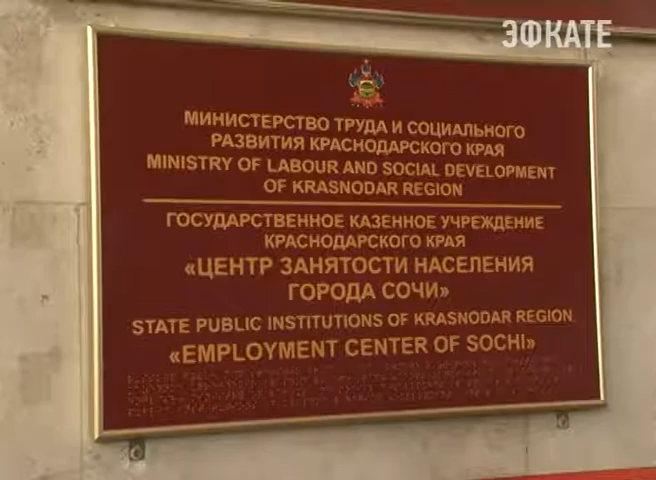 ЭФКАТЕ
МИНИСТЕРСТВО ТРУДА И СОЦИАЛЬНОГО
РАЗВИТИЯ КРАСНОДАРСКОГО КРАЯ
MINISTRY OF LABOUR AND SOCIAL DEVELOPMENT
OF KRASNODAR REGION
ГОСУДАРСТВЕННОЕ КАЗЕННОЕ УЧРЕЖДЕНИЕ
КРАСНОДАРСКОГО КРАЯ
«ЦЕНТР ЗАНЯТОСТИ НАСЕЛЕНИЯ
ГОРОДА СОЧИ»
STATE PUBLIC INSTITUTIONS OF KRASNODAR REGION
«EMPLOYMENT CENTER OF SOCHI»